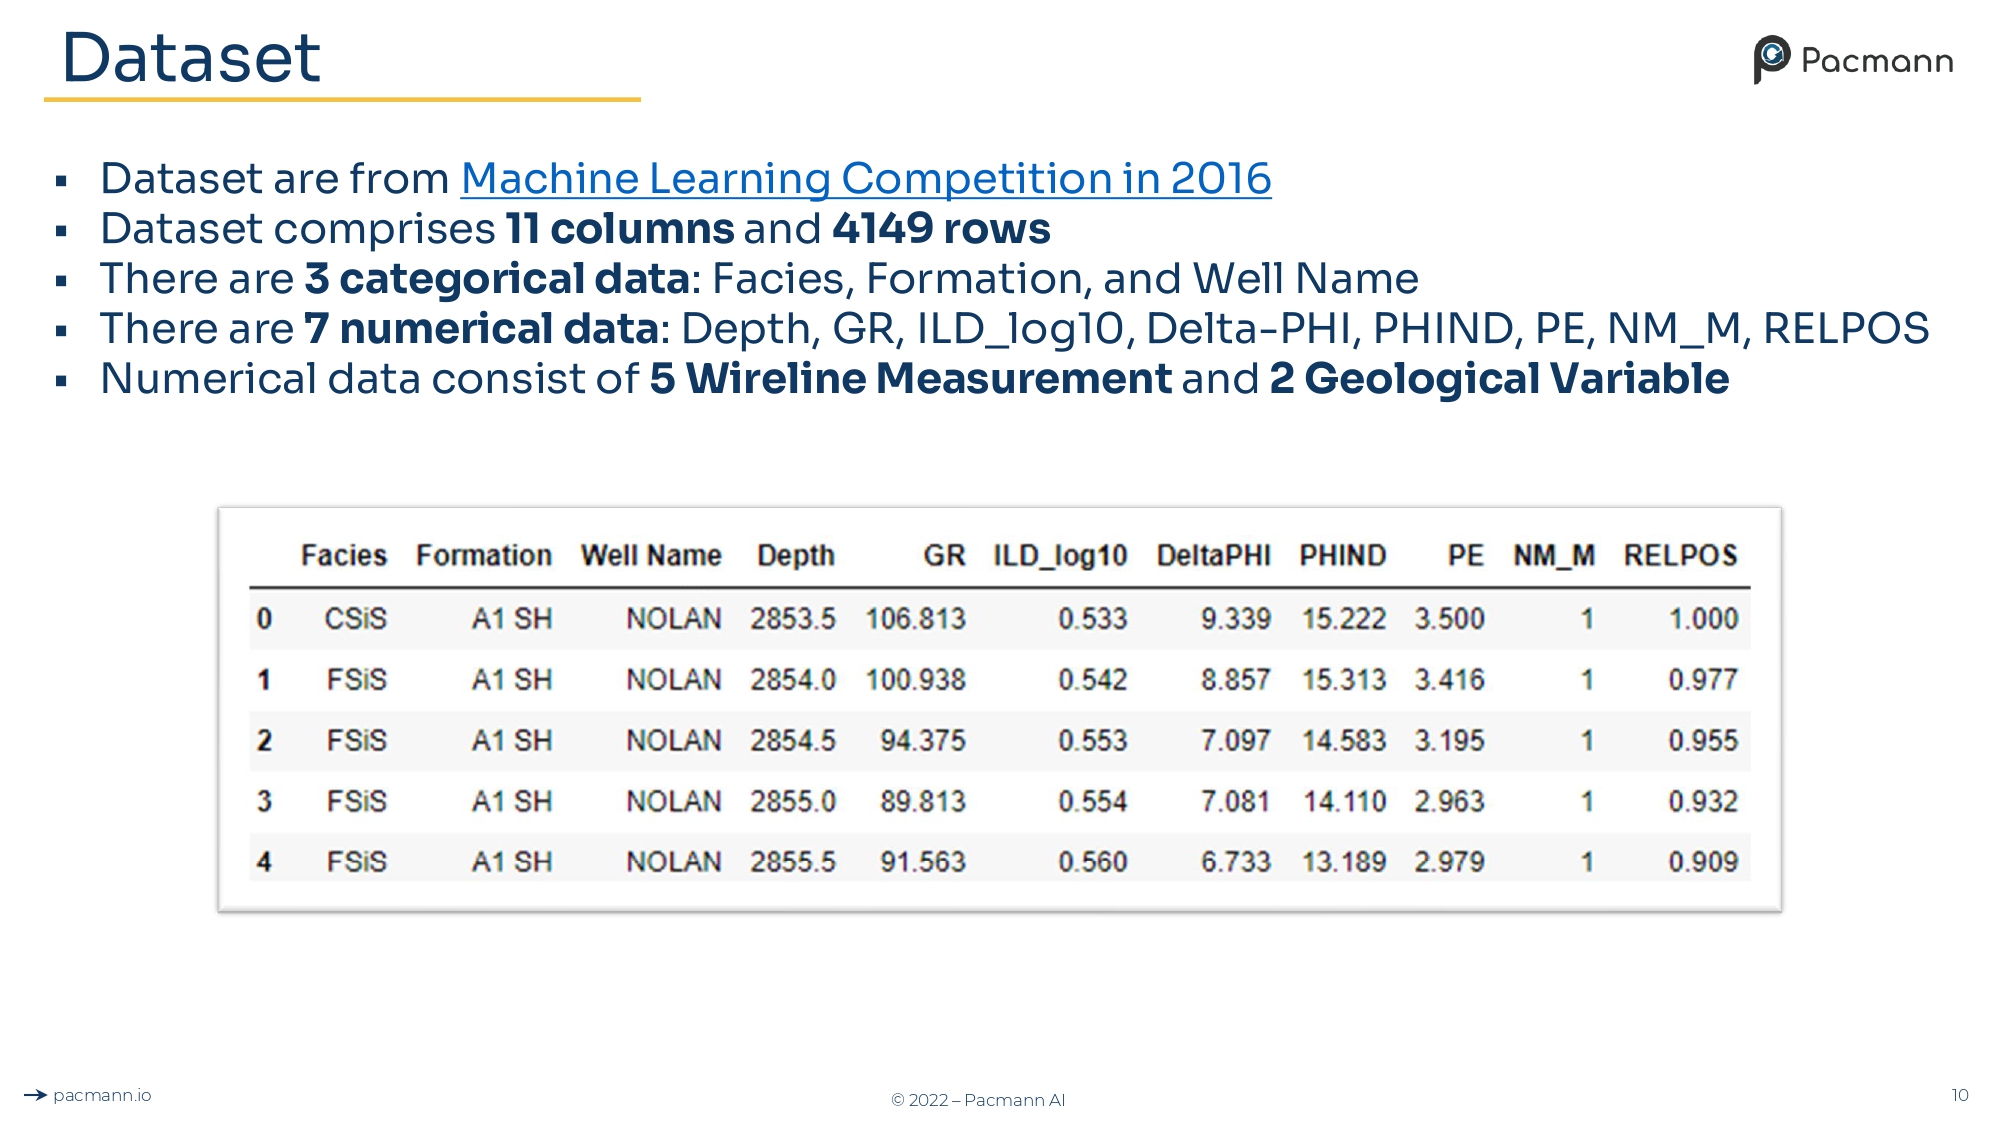 Dataset
Pacmann
▪ Dataset are from Machine Learning Competition in 2016
▪ Dataset comprises 11 columns and 4149 rows
▪ There are 3 categorical data: Facies, Formation, and Well Name
▪ There are 7 numerical data: Depth, GR, ILD_log10, Delta-PHI, PHIND, PE, NM_M, RELPOS
▪ Numerical data consist of 5 Wireline Measurement and 2 Geological Variable
Facies Formation Well Name Depth GR ILD_log10 DeltaPHI PHIND PE NM_M RELPOS
0 CSiS A1 SH NOLAN 2853.5 106.813 0.533 9.339 15.222 3.500 1 1.000
1 FSiS A1 SH NOLAN 2854.0 100.938 0.542 8.857 15.313 3.416 1 0.977
2 FSiS A1 SH NOLAN 2854.5 94.375 0.553 7.097 14.583 3.195 1 0.955
3 FSiS A1 SH NOLAN 2855.0 89.813 0.554 7.081 14.110 2.963 1 0.932
4 FSiS A1 SH NOLAN 2855.5 91.563 0.560 6.733 13.189 2.979 1 0.909
pacmann.io
© 2022 – Pacmann AI
10